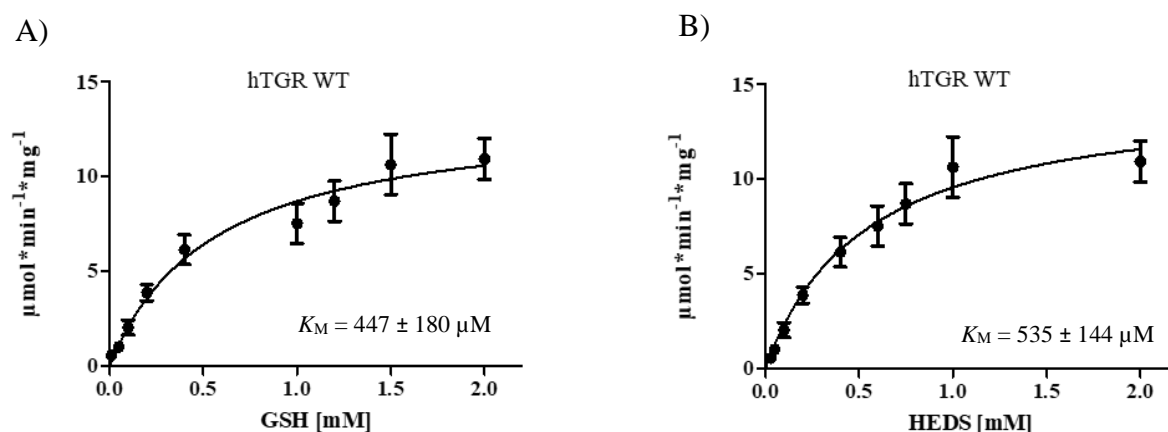 A)
hTGR WT
15
10
5
0
µmol*min⁻¹*mg⁻¹
K_M = 447 ± 180 µM
0.0 0.5 1.0 1.5 2.0
GSH [mM]
B)
hTGR WT
15
10
5
0
µmol*min⁻¹*mg⁻¹
K_M = 535 ± 144 µM
0.0 0.5 1.0 1.5 2.0
HEDS [mM]